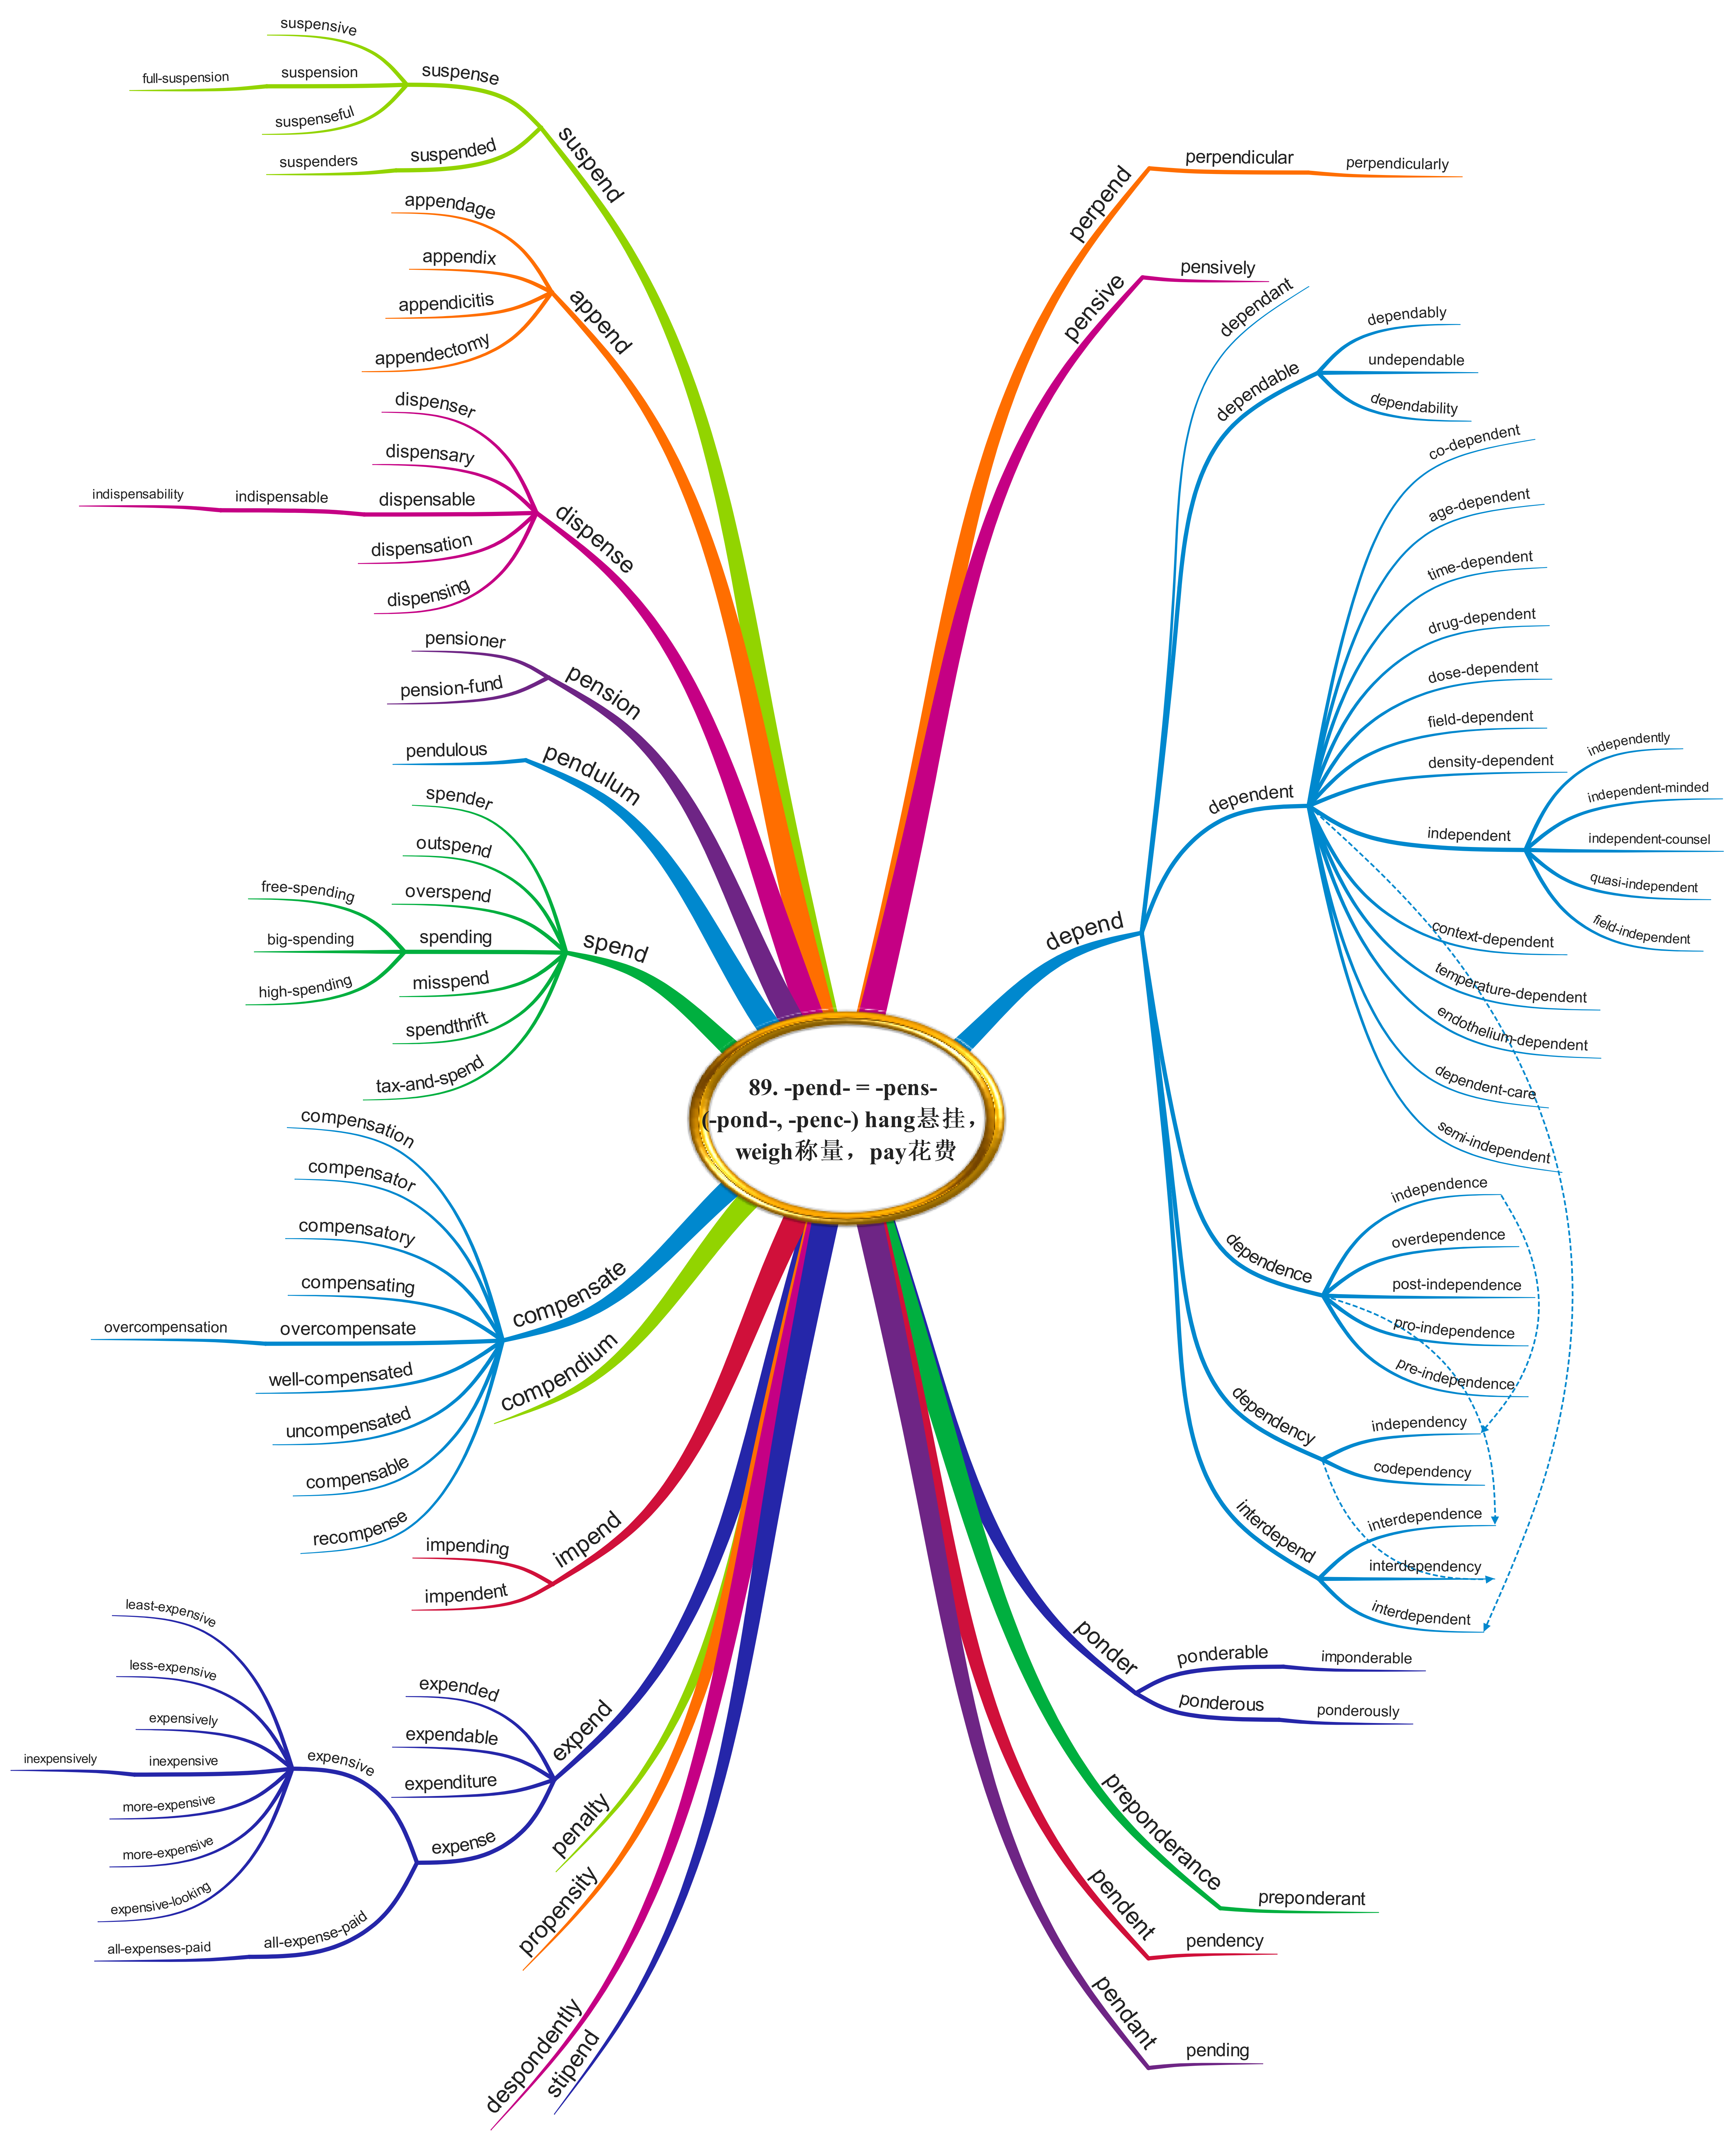 89. -pend- = -pens-
(-pond-, -penc-) hang悬挂，
weigh称量，pay花费
perpend
perpendicular
perpendicularly
pensive
pensively
depend
dependant
dependable
dependably
undependable
dependability
dependent
co-dependent
age-dependent
time-dependent
drug-dependent
dose-dependent
field-dependent
density-dependent
independent
independently
independent-minded
independent-counsel
quasi-independent
field-independent
context-dependent
temperature-dependent
endothelium-dependent
dependent-care
semi-independent
dependence
independence
overdependence
post-independence
pro-independence
pre-independence
dependency
independency
codependency
interdepend
interdependence
interdependency
interdependent
ponder
ponderable
imponderable
ponderous
ponderously
preponderance
preponderant
pendent
pendency
pendant
pending
suspend
suspense
suspensive
suspension
full-suspension
suspenseful
suspended
suspenders
append
appendage
appendix
appendicitis
appendectomy
dispense
dispenser
dispensary
dispensable
indispensable
indispensability
dispensation
dispensing
pension
pensioner
pension-fund
pendulum
pendulous
spend
spender
outspend
overspend
spending
free-spending
big-spending
high-spending
misspend
spendthrift
tax-and-spend
compensate
compensation
compensator
compensatory
compensating
overcompensate
overcompensation
well-compensated
uncompensated
compensable
recompense
compendium
impend
impending
impendent
expend
expended
expendable
expenditure
expense
expensive
least-expensive
less-expensive
expensively
inexpensive
inexpensively
more-expensive
more-expensive
expensive-looking
all-expense-paid
all-expenses-paid
penalty
propensity
despondently
stipend